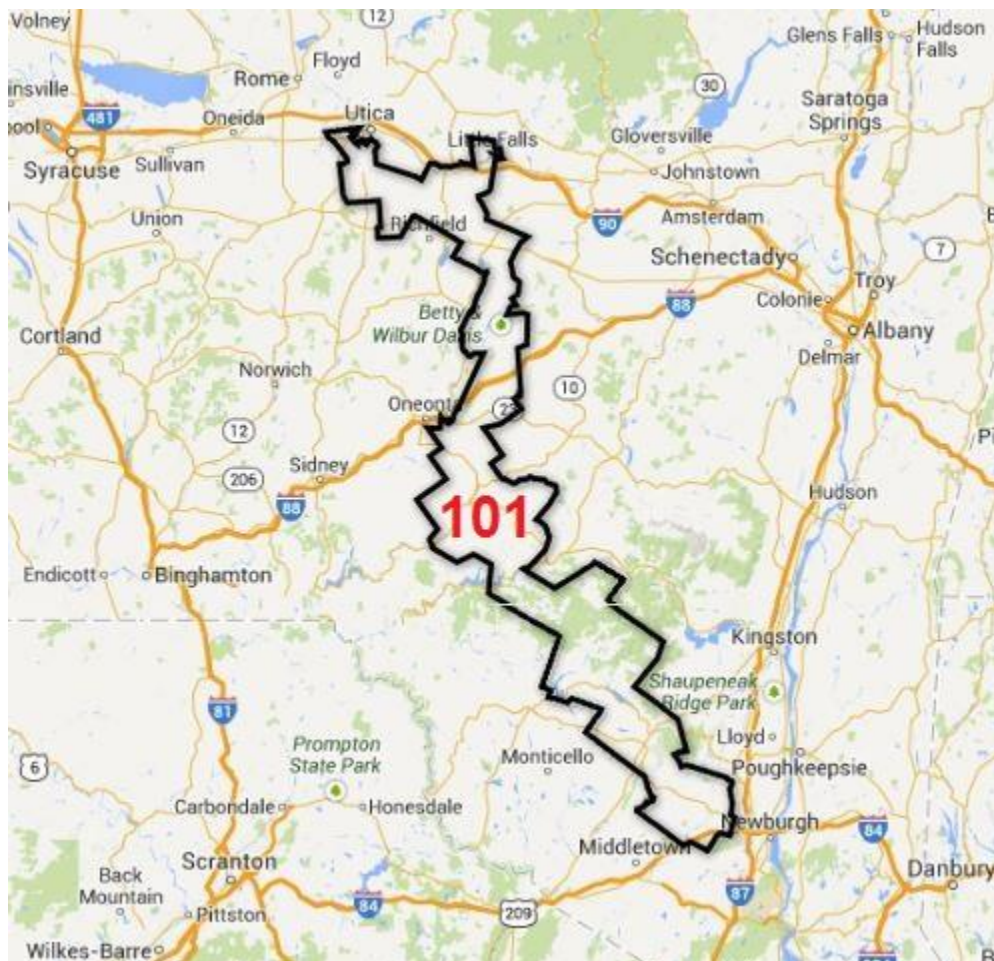 Volney
12
Glens Falls
Hudson
Falls
Floyd
Rome
30
Saratoga
Springs
481
Oneida
Utica
Little Falls
Gloversville
Syracuse
Sullivan
Johnstown
Union
Richfield
90
Amsterdam
Schenectady
7
Troy
Colonie
88
Betty &
Wilbur Davis
Albany
Cortland
Delmar
Norwich
10
Oneonta
23
12
Sidney
206
88
Hudson
101
Endicott
Binghamton
Kingston
Shaupeneak
Ridge Park
81
Lloyd
Prompton
State Park
Monticello
6
Poughkeepsie
Carbondale
Honesdale
Newburgh
84
Middletown
Scranton
Danbury
Back
Mountain
87
84
209
Pittston
Wilkes-Barre